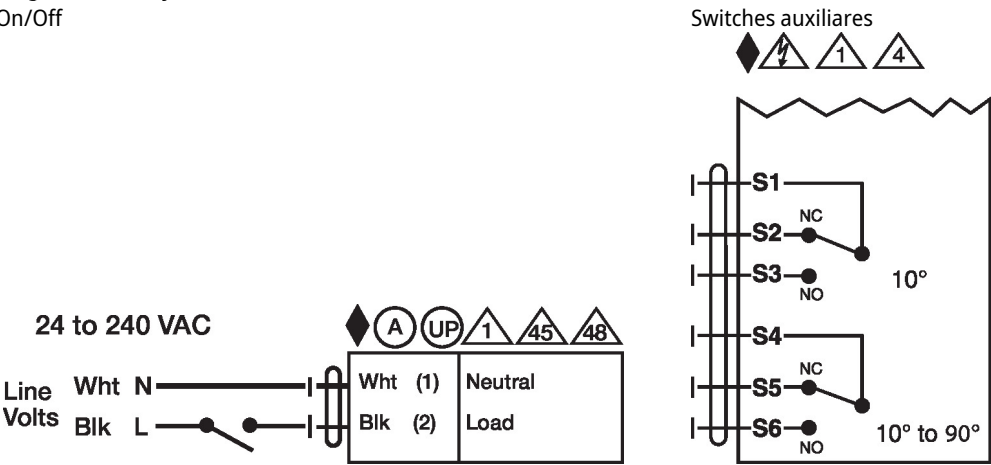 On/Off
24 to 240 VAC
A UP 1 45 48
Line Volts
Wht N
Blk L
Wht (1) Neutral
Blk (2) Load
Switches auxiliares
1 4
S1
NC
S2
S3
NO
10°
S4
NC
S5
S6
NO
10° to 90°